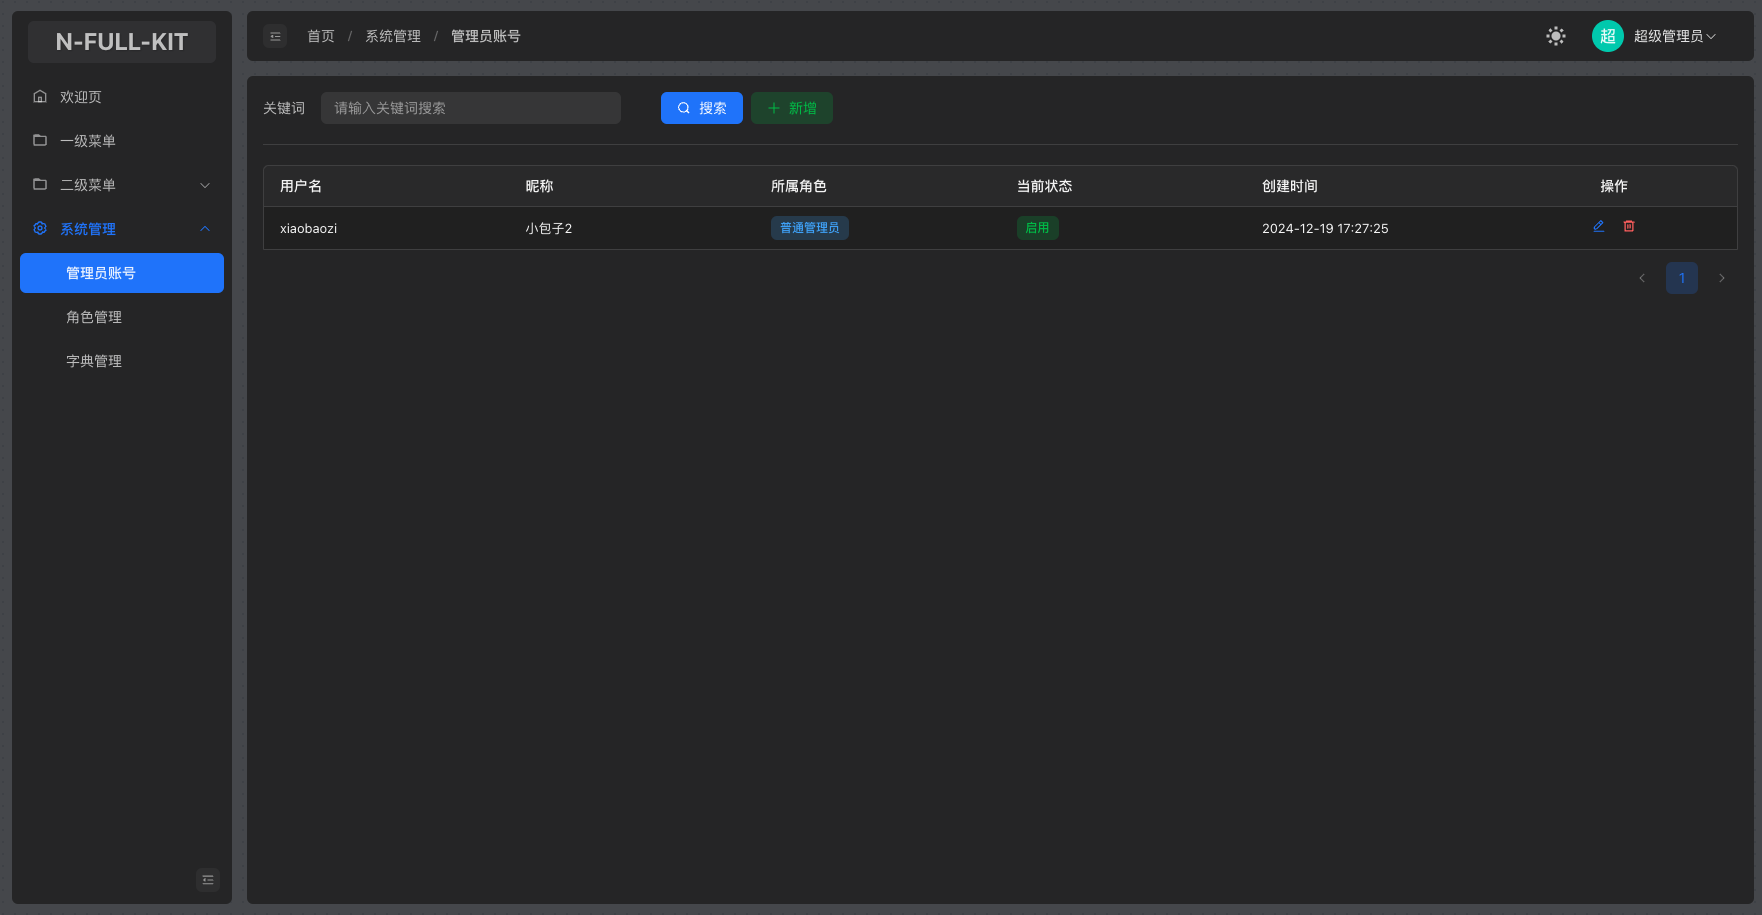 N-FULL-KIT
欢迎页
一级菜单
二级菜单
系统管理
管理员账号
角色管理
字典管理
首页 / 系统管理 / 管理员账号
超 超级管理员
关键词 请输入关键词搜索 搜索 新增
用户名 昵称 所属角色 当前状态 创建时间 操作
xiaobaozi 小包子2 普通管理员 启用 2024-12-19 17:27:25
1